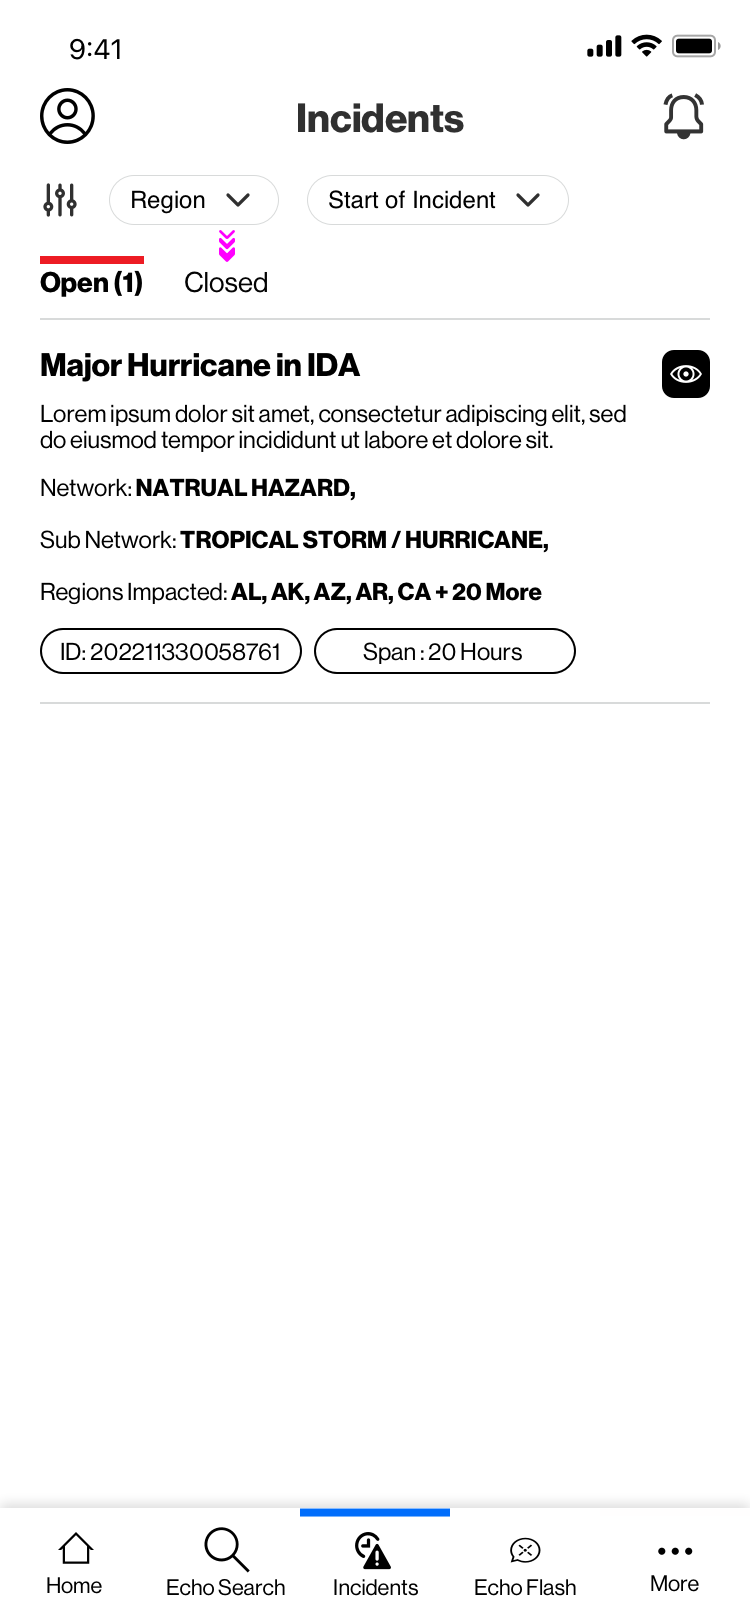 9:41
Incidents
Region
Start of Incident
Open (1)
Closed
Major Hurricane in IDA
Lorem ipsum dolor sit amet, consectetur adipiscing elit, sed
do eiusmod tempor incididunt ut labore et dolore sit.
Network: NATRUAL HAZARD,
Sub Network: TROPICAL STORM / HURRICANE,
Regions Impacted: AL, AK, AZ, AR, CA + 20 More
ID: 202211330058761
Span : 20 Hours
Home
Echo Search
Incidents
Echo Flash
More